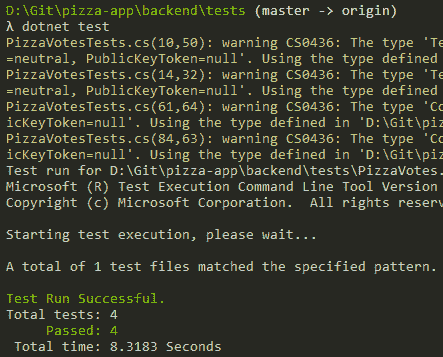 D:\Git\pizza-app\backend\tests (master -> origin)
λ dotnet test
PizzaVotesTests.cs(10,50): warning CS0436: The type 'Te
=neutral, PublicKeyToken=null'. Using the type defined
PizzaVotesTests.cs(14,32): warning CS0436: The type 'Te
=neutral, PublicKeyToken=null'. Using the type defined
PizzaVotesTests.cs(61,64): warning CS0436: The type 'Co
icKeyToken=null'. Using the type defined in 'D:\Git\piz
PizzaVotesTests.cs(84,63): warning CS0436: The type 'Co
icKeyToken=null'. Using the type defined in 'D:\Git\piz
Test run for D:\Git\pizza-app\backend\tests\PizzaVotes.
Microsoft (R) Test Execution Command Line Tool Version
Copyright (c) Microsoft Corporation.  All rights reserv
Starting test execution, please wait...
A total of 1 test files matched the specified pattern.
Test Run Successful.
Total tests: 4
Passed: 4
Total time: 8.3183 Seconds